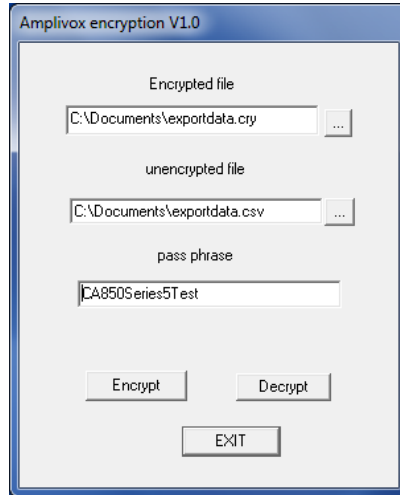 Amplivox encryption V1.0
Encrypted file
C:\Documents\exportdata.cry
...
unencrypted file
C:\Documents\exportdata.csv
...
pass phrase
CA850Series5Test
Encrypt Decrypt
EXIT